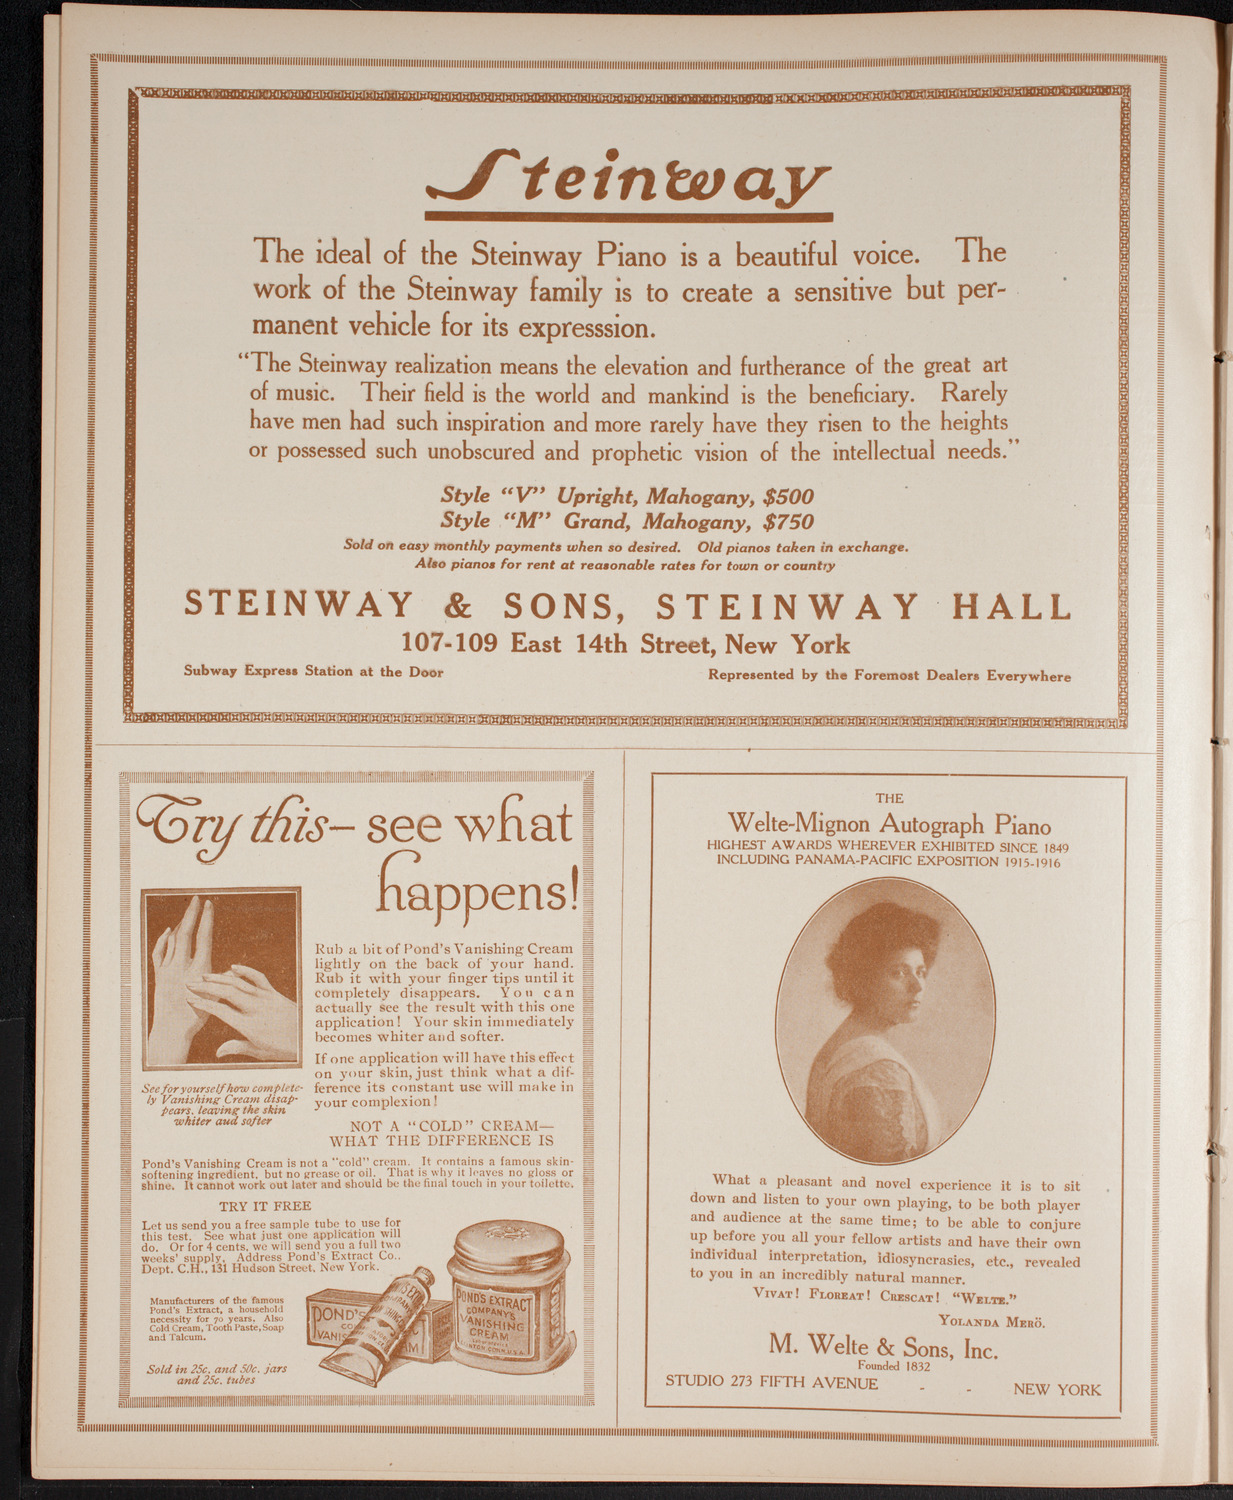 Steinway
The ideal of the Steinway Piano is a beautiful voice. The
work of the Steinway family is to create a sensitive but per-
manent vehicle for its expresssion.
"The Steinway realization means the elevation and furtherance of the great art
of music. Their field is the world and mankind is the beneficiary. Rarely
have men had such inspiration and more rarely have they risen to the heights
or possessed such unobscured and prophetic vision of the intellectual needs."
Style "V" Upright, Mahogany, $500
Style "M" Grand, Mahogany, $750
Sold on easy monthly payments when so desired. Old pianos taken in exchange.
Also pianos for rent at reasonable rates for town or country
STEINWAY & SONS, STEINWAY HALL
107-109 East 14th Street, New York
Subway Express Station at the Door
Represented by the Foremost Dealers Everywhere
Try this—see what
happens!
Rub a bit of Pond's Vanishing Cream
lightly on the back of your hand.
Rub it with your finger tips until it
completely disappears. You can
actually see the result with this one
application! Your skin immediately
becomes whiter and softer.
If one application will have this effect
on your skin, just think what a dif-
ference its constant use will make in
your complexion!
See for yourself how complete-
ly Vanishing Cream disap-
pears, leaving the skin
whiter and softer
NOT A "COLD" CREAM—
WHAT THE DIFFERENCE IS
Pond's Vanishing Cream is not a "cold" cream. It contains a famous skin-
softening ingredient, but no grease or oil. That is why it leaves no gloss or
shine. It cannot work out later and should be the final touch in your toilette.
TRY IT FREE
Let us send you a free sample tube to use for
this test. See what just one application will
do. Or for 4 cents, we will send you a full two
weeks' supply. Address Pond's Extract Co.,
Dept. C.H., 131 Hudson Street, New York.
Manufacturers of the famous
Pond's Extract, a household
necessity for 70 years. Also
Cold Cream, Tooth Paste, Soap
and Talcum.
Sold in 25c. and 50c. jars
and 25c. tubes
POND'S
VANIS
POND'S EXTRACT
COMPANY'S
VANISHING
CREAM
THE
Welte-Mignon Autograph Piano
HIGHEST AWARDS WHEREVER EXHIBITED SINCE 1849
INCLUDING PANAMA-PACIFIC EXPOSITION 1915-1916
What a pleasant and novel experience it is to sit
down and listen to your own playing, to be both player
and audience at the same time; to be able to conjure
up before you all your fellow artists and have their own
individual interpretation, idiosyncrasies, etc., revealed
to you in an incredibly natural manner.
VIVAT! FLOREAT! CRESCAT! "WELTE."
YOLANDA MERÖ.
M. Welte & Sons, Inc.
Founded 1832
STUDIO 273 FIFTH AVENUE - - NEW YORK